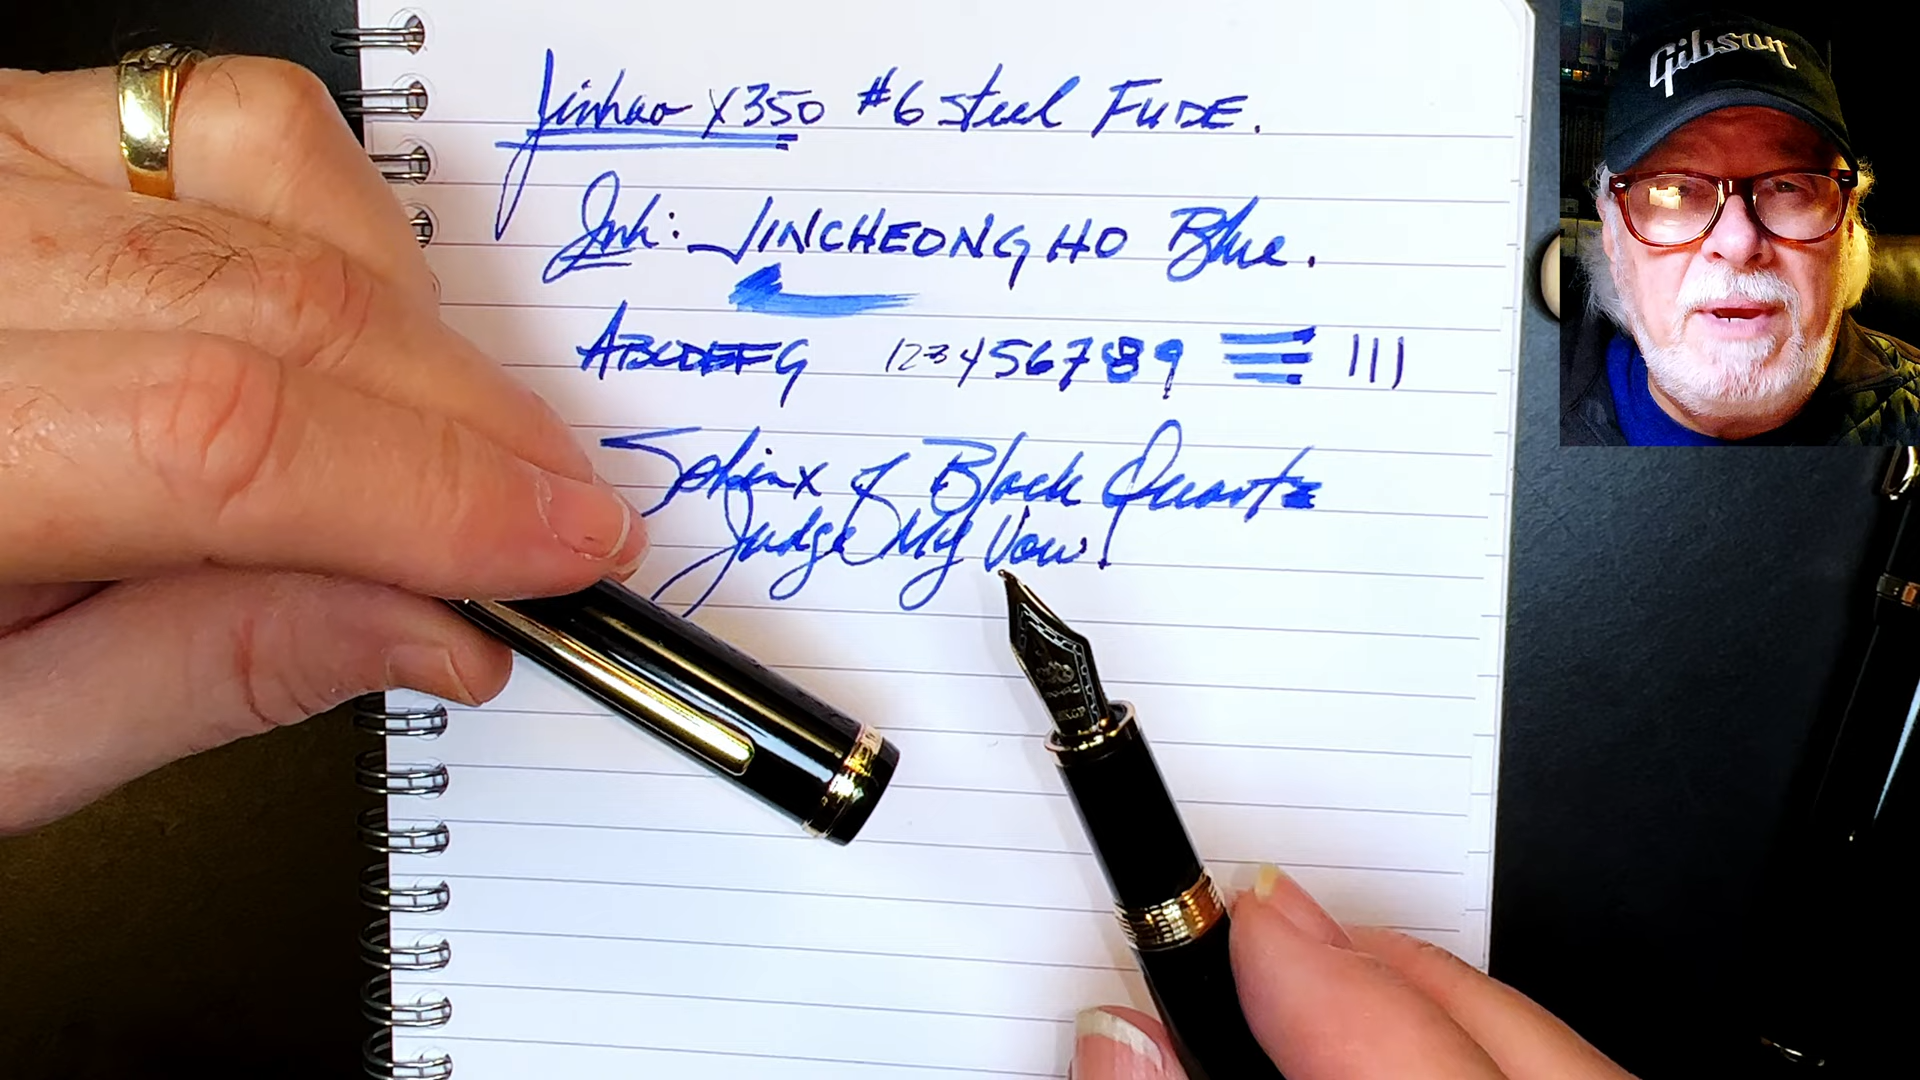 Jinhao X350 #6 Steel FUDE.
Ink: JINCHEONGHO Blue.
ABCDEFG 123456789
Sphinx of Black Quartz
Judge My Vow!
Gibson